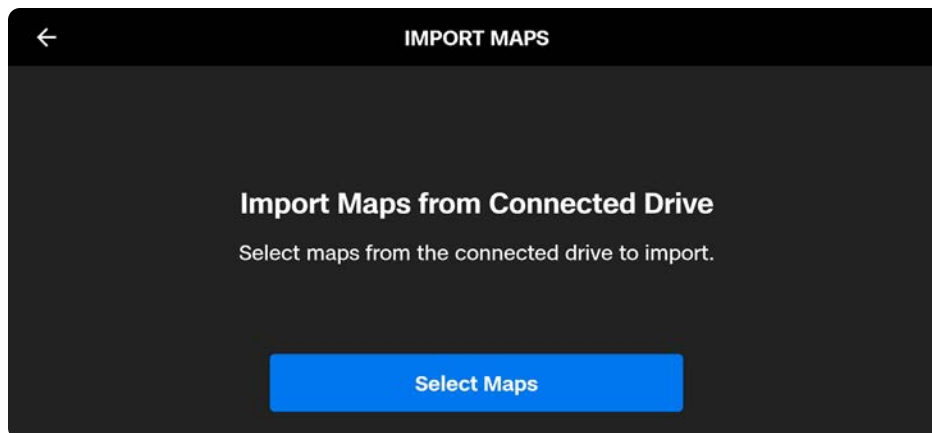 IMPORT MAPS
Import Maps from Connected Drive
Select maps from the connected drive to import.
Select Maps